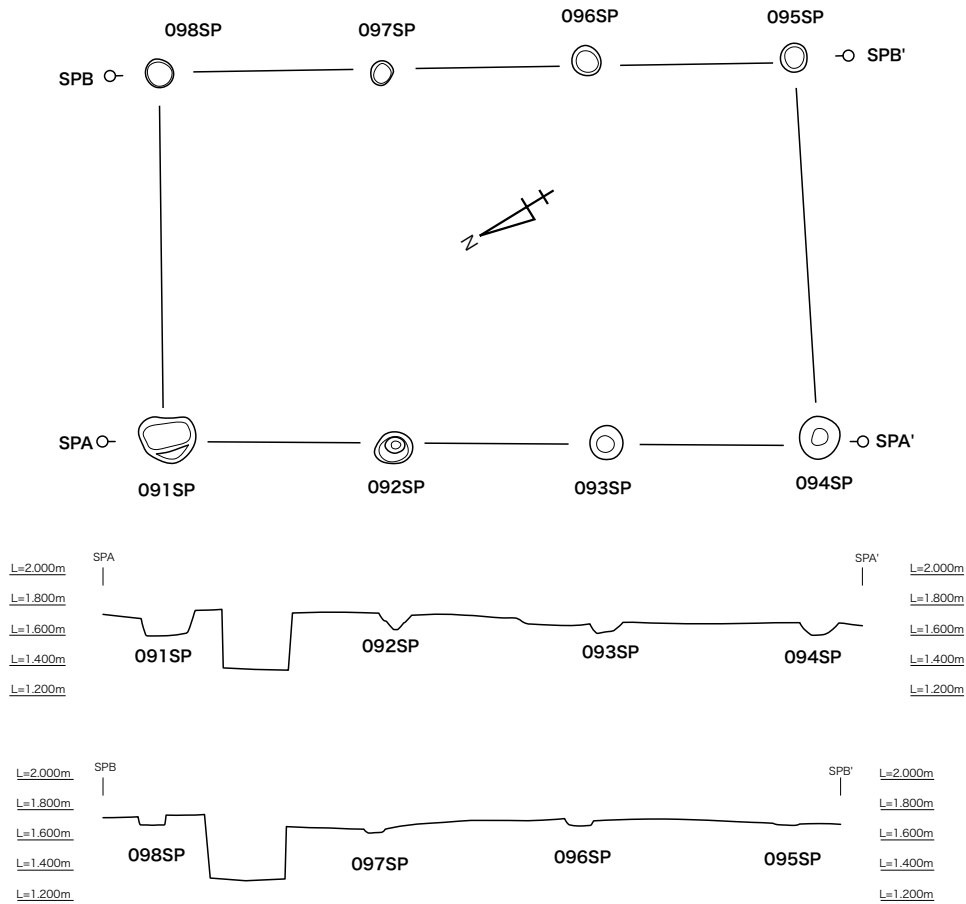 098SP 097SP 096SP 095SP
SPB SPB'
N
SPA SPA'
091SP 092SP 093SP 094SP
SPA SPA'
L=2.000m L=2.000m
L=1.800m L=1.800m
L=1.600m L=1.600m
091SP 092SP 093SP 094SP
L=1.400m L=1.400m
L=1.200m L=1.200m
SPB SPB'
L=2.000m L=2.000m
L=1.800m L=1.800m
L=1.600m L=1.600m
098SP 097SP 096SP 095SP
L=1.400m L=1.400m
L=1.200m L=1.200m